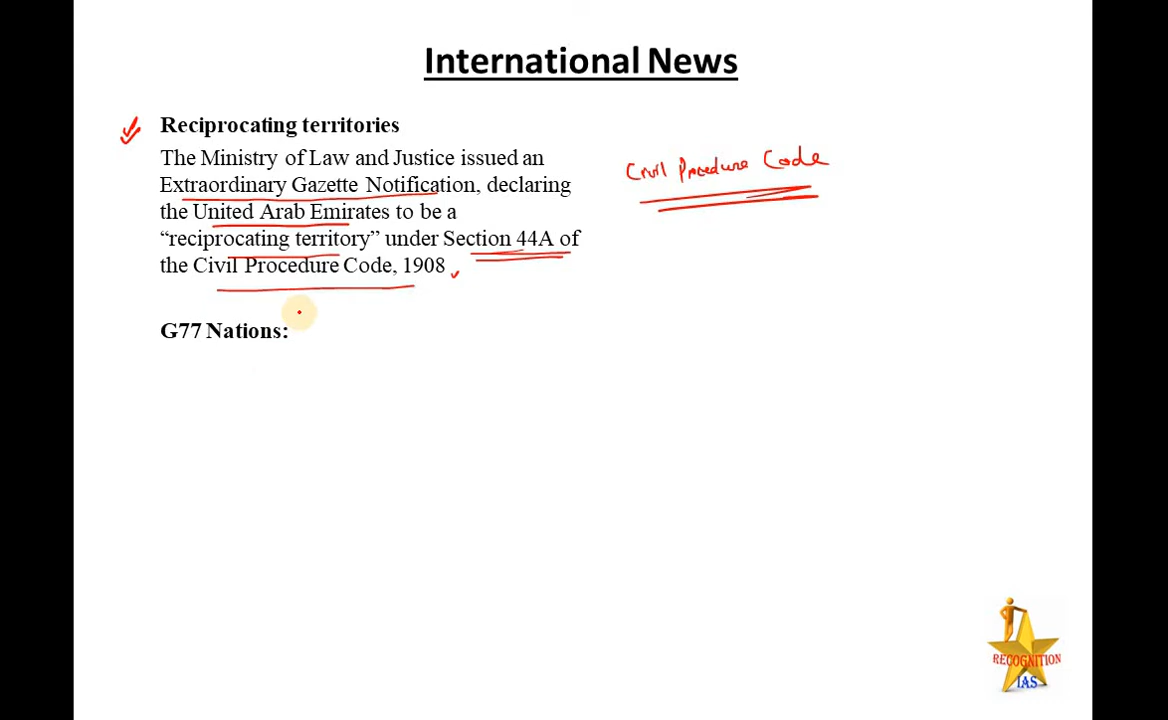 International News
Reciprocating territories
The Ministry of Law and Justice issued an
Extraordinary Gazette Notification, declaring
the United Arab Emirates to be a
“reciprocating territory” under Section 44A of
the Civil Procedure Code, 1908
Civil Procedure Code
G77 Nations:
RECOGNITION
IAS